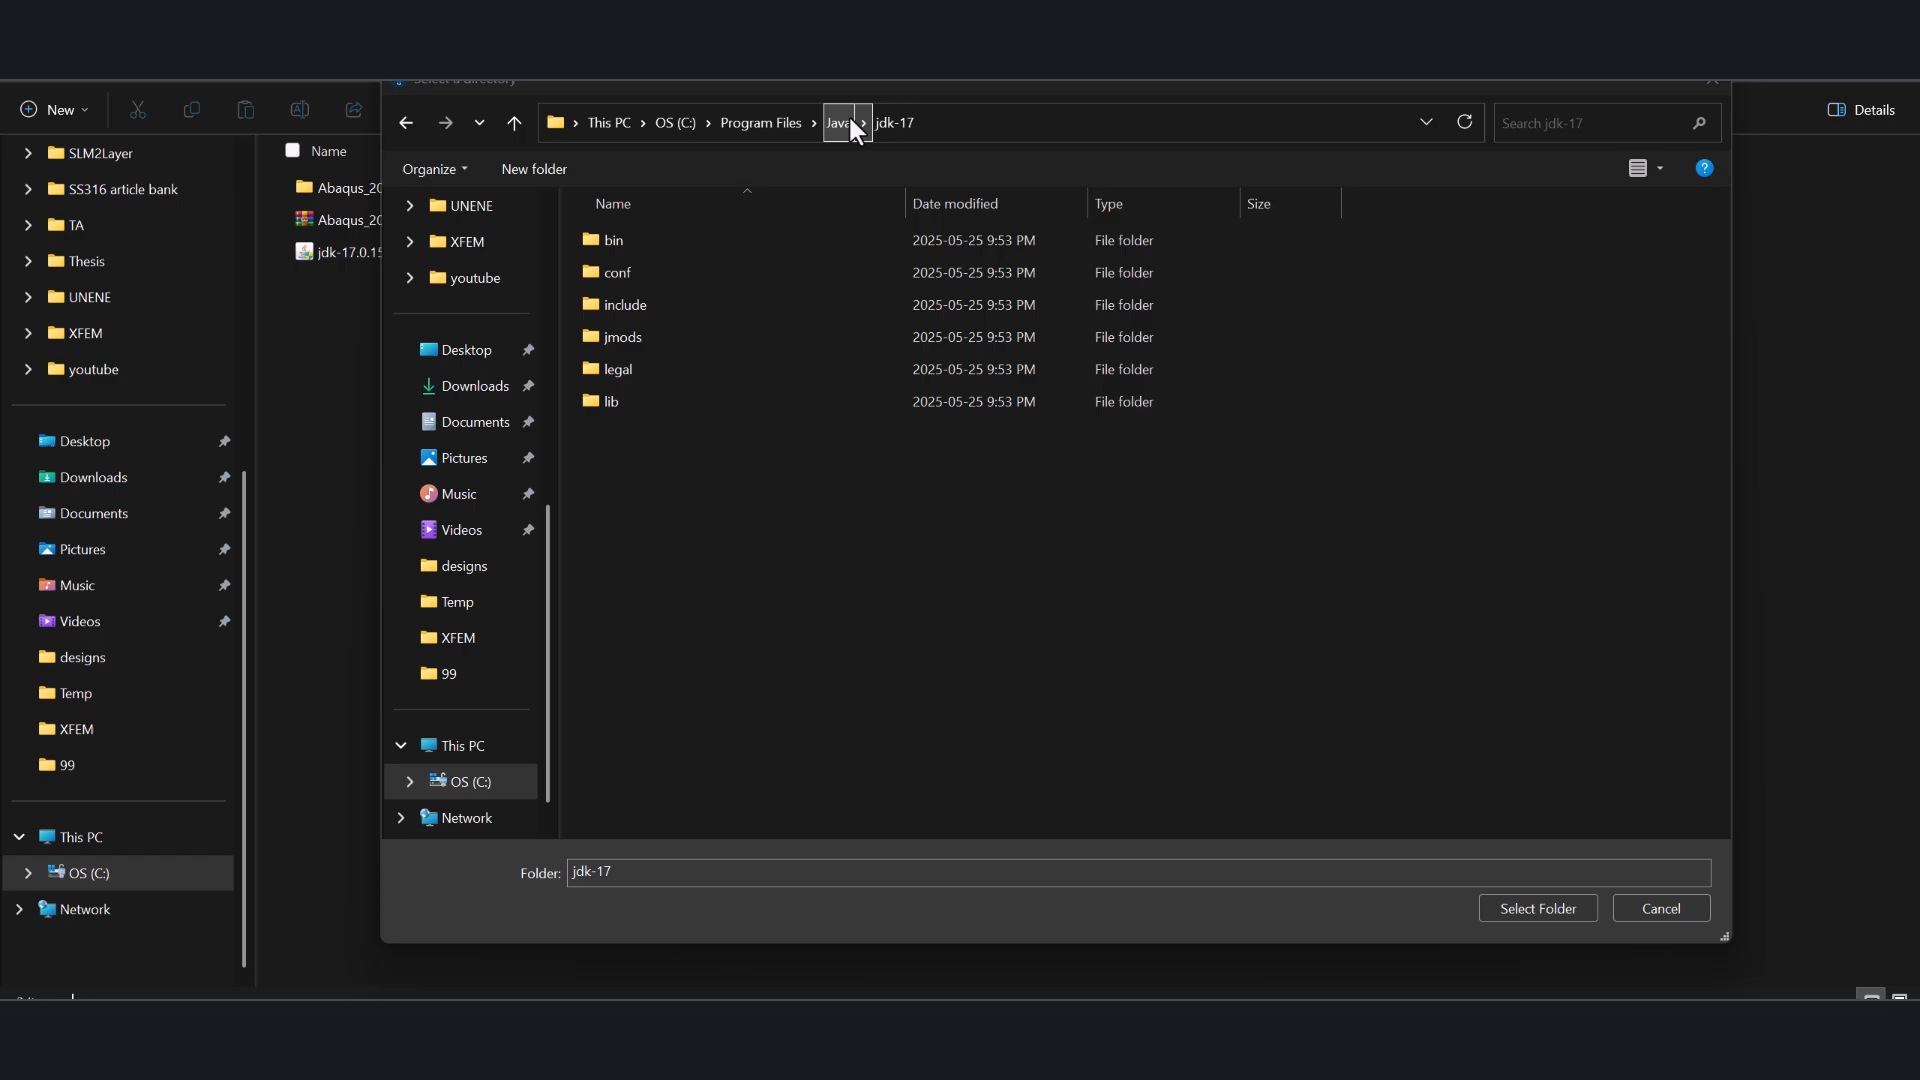 Select a directory
New
Details
This PC
OS (C:)
Program Files
Java
jdk-17
Search jdk-17
Organize
New folder
SLM2Layer
SS316 article bank
TA
Thesis
UNENE
XFEM
youtube
Desktop
Downloads
Documents
Pictures
Music
Videos
designs
Temp
XFEM
99
This PC
OS (C:)
Network
Name
Abaqus_20
Abaqus_20
jdk-17.0.15
UNENE
XFEM
youtube
Desktop
Downloads
Documents
Pictures
Music
Videos
designs
Temp
XFEM
99
This PC
OS (C:)
Network
Name Date modified Type Size
bin 2025-05-25 9:53 PM File folder
conf 2025-05-25 9:53 PM File folder
include 2025-05-25 9:53 PM File folder
jmods 2025-05-25 9:53 PM File folder
legal 2025-05-25 9:53 PM File folder
lib 2025-05-25 9:53 PM File folder
Folder: jdk-17
Select Folder
Cancel